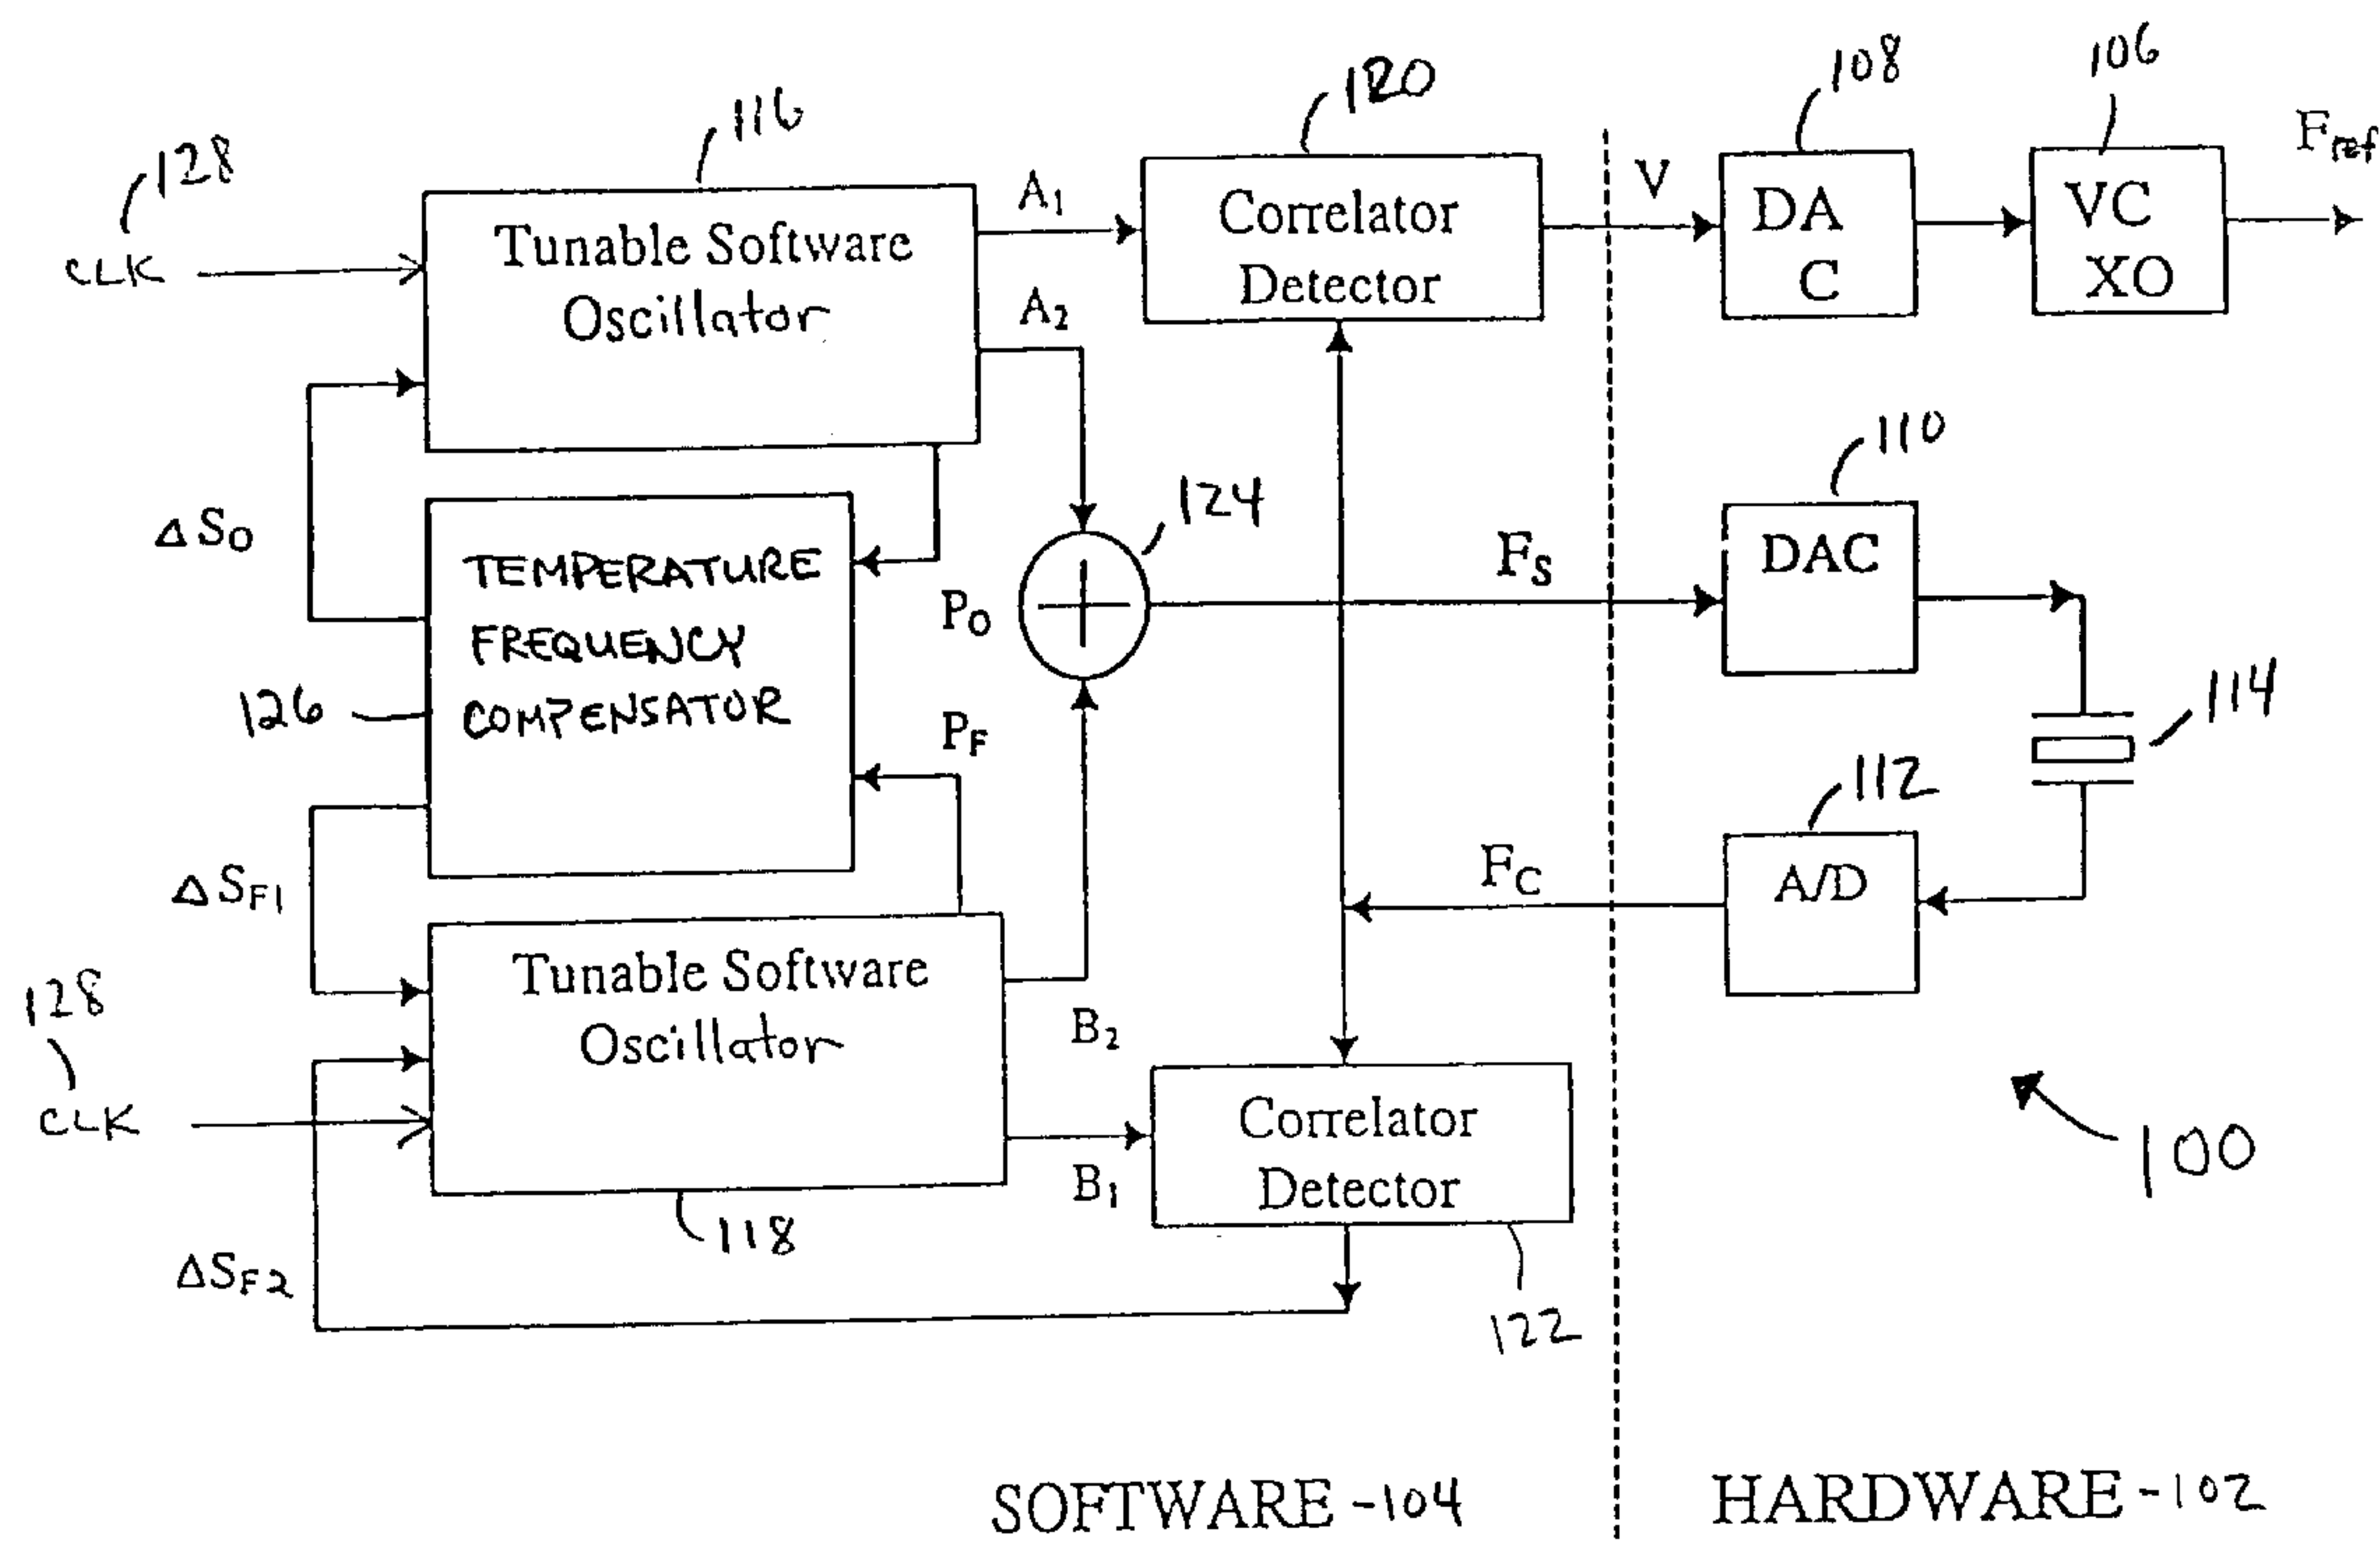 128
CLK
116
Tunable Software
Oscillator
A1
A2
120
Correlator
Detector
V
108
DA
C
106
VC
XO
Fref
ΔSO
TEMPERATURE
FREQUENCY
COMPENSATOR
126
PO
PF
124
FS
110
DAC
114
112
A/D
FC
ΔSF1
128
CLK
Tunable Software
Oscillator
118
B2
B1
Correlator
Detector
122
ΔSF2
100
SOFTWARE -104
HARDWARE -102